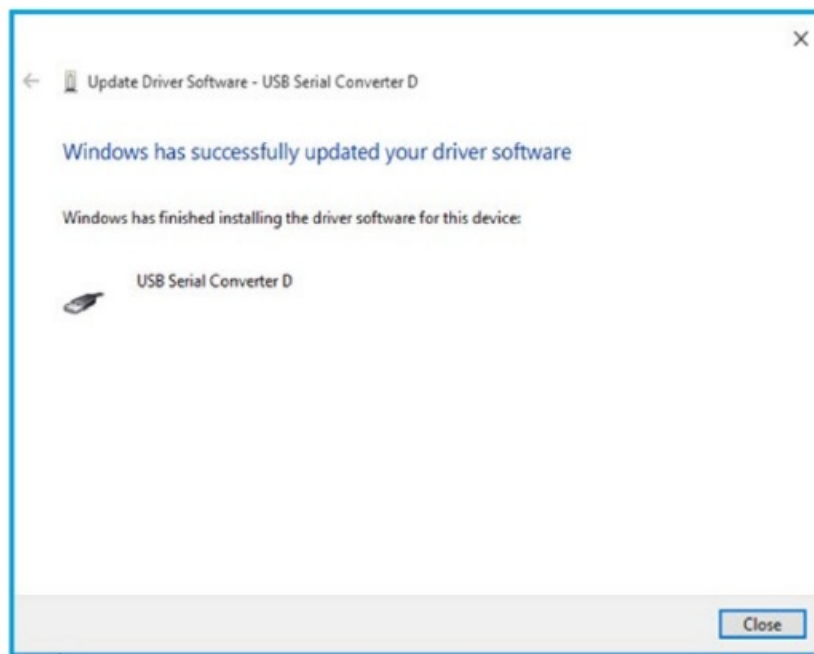 Update Driver Software - USB Serial Converter D
Windows has successfully updated your driver software
Windows has finished installing the driver software for this device:
USB Serial Converter D
Close